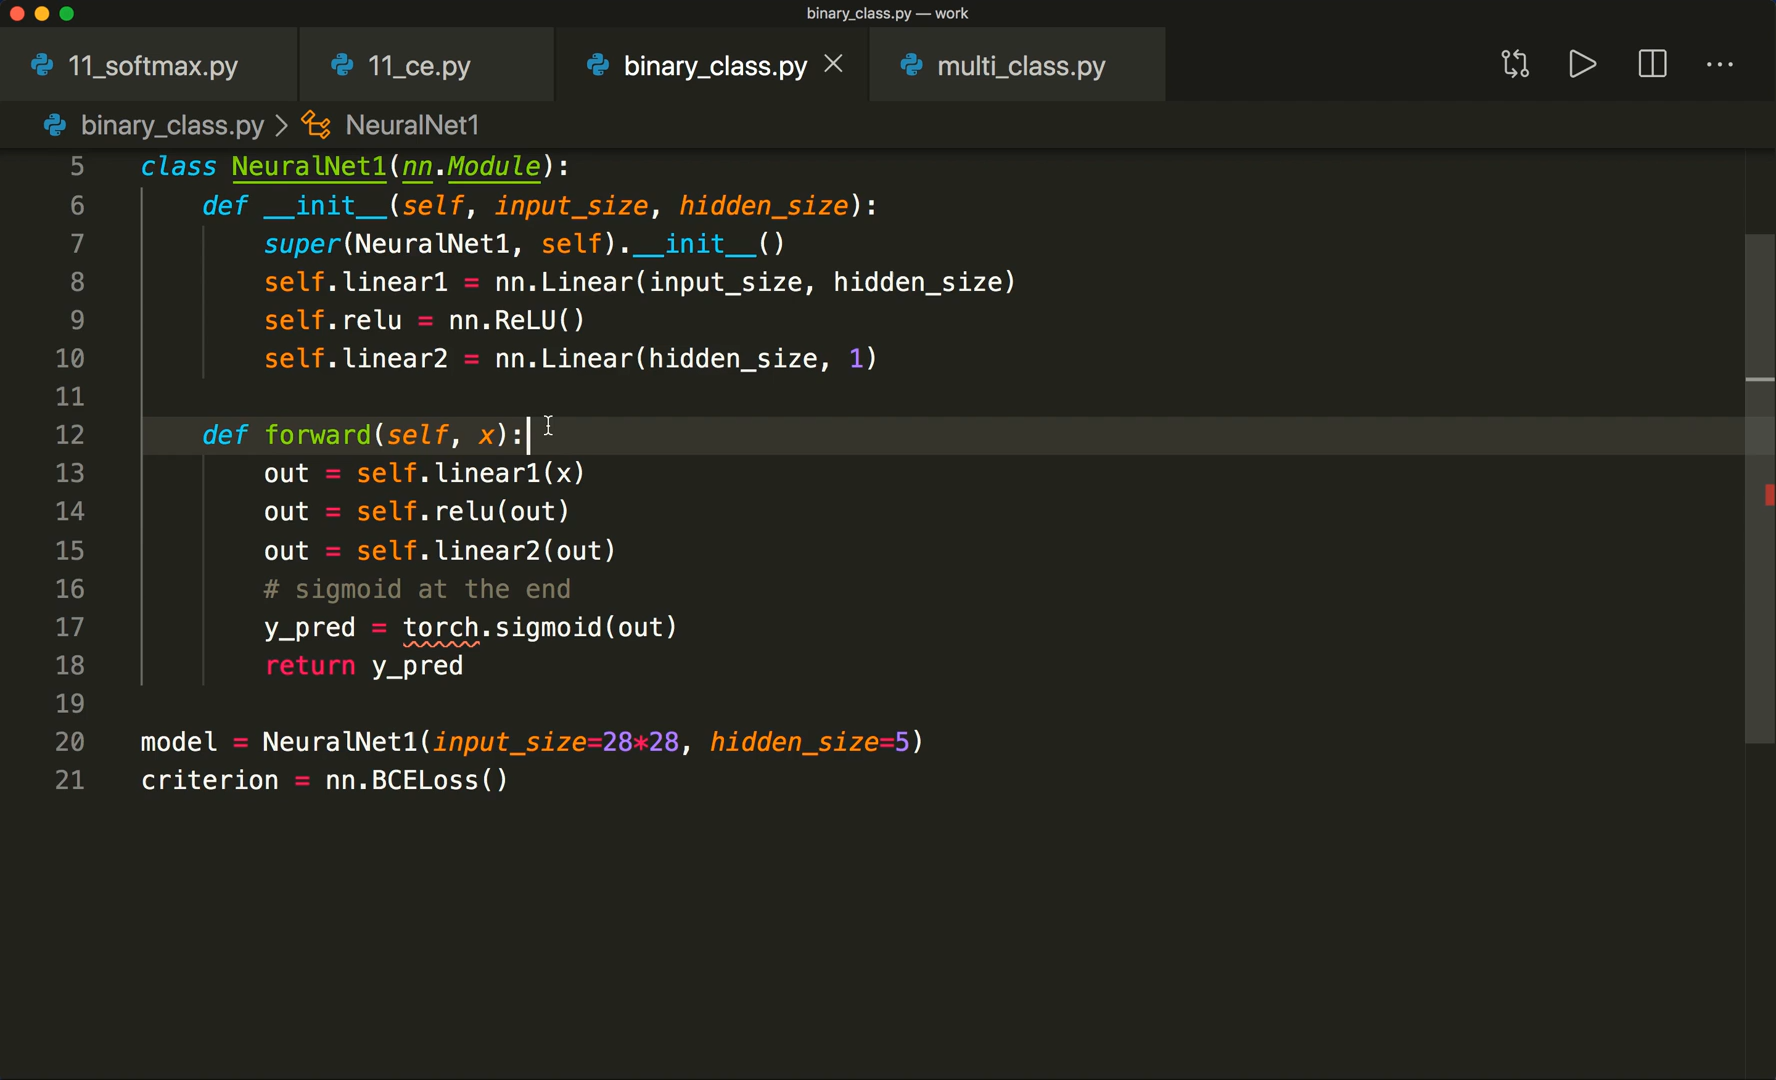 binary_class.py — work
11_softmax.py
11_ce.py
binary_class.py
multi_class.py
binary_class.py > NeuralNet1
5 class NeuralNet1(nn.Module):
6 def __init__(self, input_size, hidden_size):
7 super(NeuralNet1, self).__init__()
8 self.linear1 = nn.Linear(input_size, hidden_size)
9 self.relu = nn.ReLU()
10 self.linear2 = nn.Linear(hidden_size, 1)
11
12 def forward(self, x):
13 out = self.linear1(x)
14 out = self.relu(out)
15 out = self.linear2(out)
16 # sigmoid at the end
17 y_pred = torch.sigmoid(out)
18 return y_pred
19
20 model = NeuralNet1(input_size=28*28, hidden_size=5)
21 criterion = nn.BCELoss()